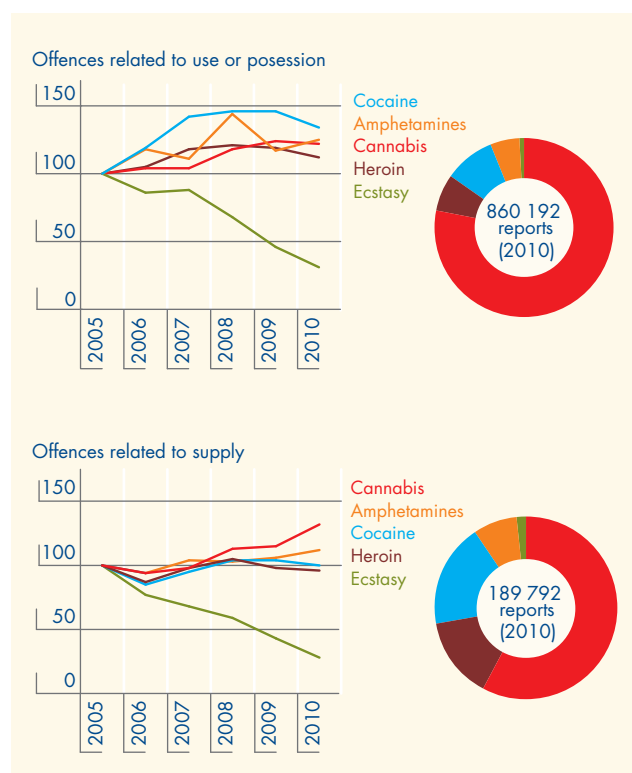 Offences related to use or posession
150
100
50
0
2005
2006
2007
2008
2009
2010
Cocaine
Amphetamines
Cannabis
Heroin
Ecstasy
860 192
reports
(2010)
Offences related to supply
150
100
50
0
2005
2006
2007
2008
2009
2010
Cannabis
Amphetamines
Cocaine
Heroin
Ecstasy
189 792
reports
(2010)